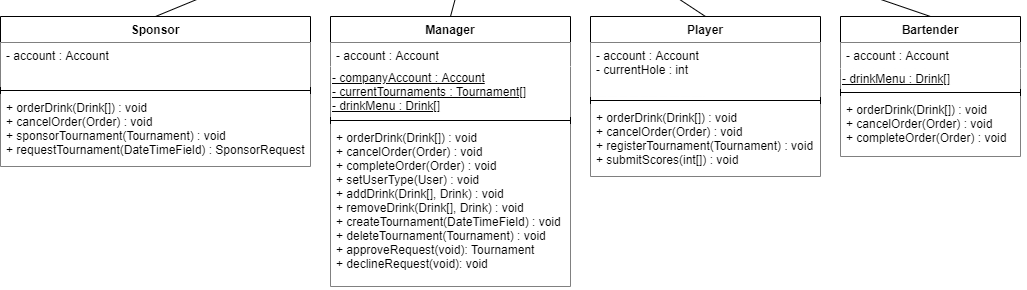 Sponsor
- account : Account
+ orderDrink(Drink[]) : void
+ cancelOrder(Order) : void
+ sponsorTournament(Tournament) : void
+ requestTournament(DateTimeField) : SponsorRequest
Manager
- account : Account
- companyAccount : Account
- currentTournaments : Tournament[]
- drinkMenu : Drink[]
+ orderDrink(Drink[]) : void
+ cancelOrder(Order) : void
+ completeOrder(Order) : void
+ setUserType(User) : void
+ addDrink(Drink[], Drink) : void
+ removeDrink(Drink[], Drink) : void
+ createTournament(DateTimeField) : void
+ deleteTournament(Tournament) : void
+ approveRequest(void): Tournament
+ declineRequest(void): void
Player
- account : Account
- currentHole : int
+ orderDrink(Drink[]) : void
+ cancelOrder(Order) : void
+ registerTournament(Tournament) : void
+ submitScores(int[]) : void
Bartender
- account : Account
- drinkMenu : Drink[]
+ orderDrink(Drink[]) : void
+ cancelOrder(Order) : void
+ completeOrder(Order) : void